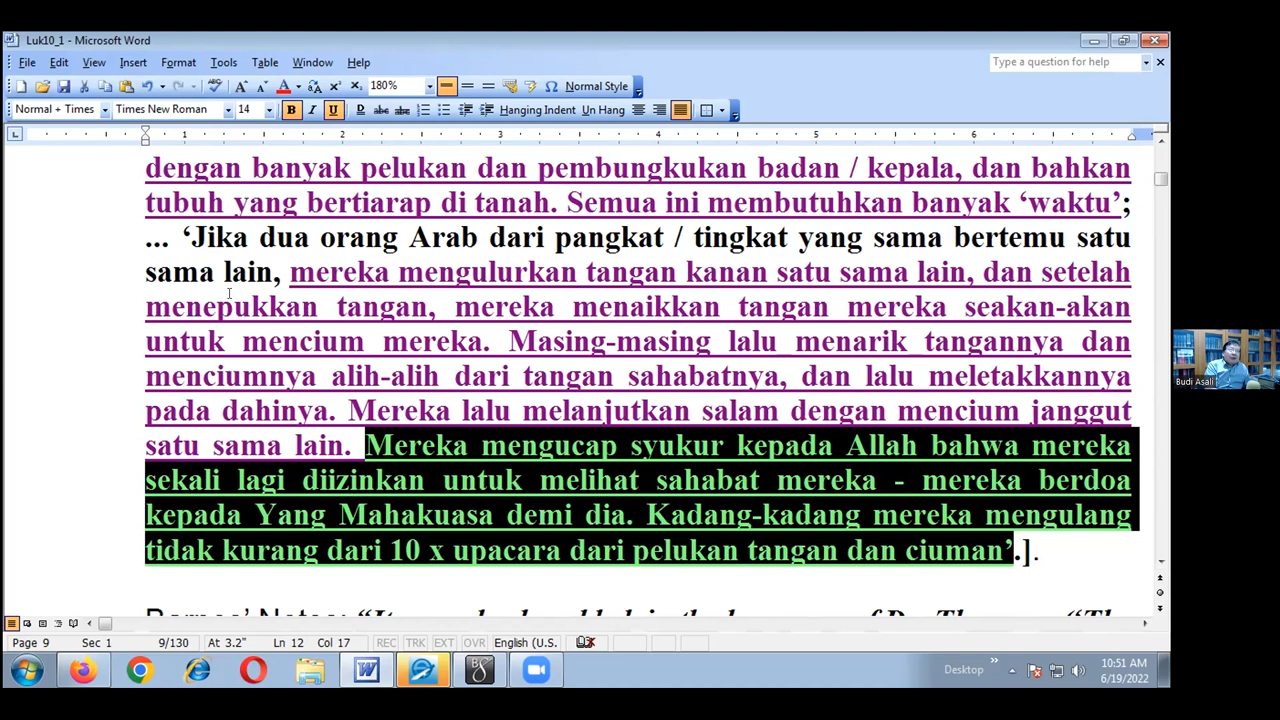 Luk10_1 - Microsoft Word
File Edit View Insert Format Tools Table Window Help
Type a question for help
180%
Normal Style
Normal + Times
Times New Roman
14
B I U
Hanging Indent Un Hang
1 2 3 4 5 6
dengan banyak pelukan dan pembungkukan badan / kepala, dan bahkan
tubuh yang bertiarap di tanah. Semua ini membutuhkan banyak ‘waktu’;
... ‘Jika dua orang Arab dari pangkat / tingkat yang sama bertemu satu
sama lain, mereka mengulurkan tangan kanan satu sama lain, dan setelah
menepukkan tangan, mereka menaikkan tangan mereka seakan-akan
untuk mencium mereka. Masing-masing lalu menarik tangannya dan
menciumnya alih-alih dari tangan sahabatnya, dan lalu meletakkannya
pada dahinya. Mereka lalu melanjutkan salam dengan mencium janggut
satu sama lain. Mereka mengucap syukur kepada Allah bahwa mereka
sekali lagi diizinkan untuk melihat sahabat mereka - mereka berdoa
kepada Yang Mahakuasa demi dia. Kadang-kadang mereka mengulang
tidak kurang dari 10 x upacara dari pelukan tangan dan ciuman’.].
Budi Asali
Page 9 Sec 1 9/130 At 3.2" Ln 12 Col 17 REC TRK EXT OVR English (U.S.
Desktop
10:51 AM
6/19/2022